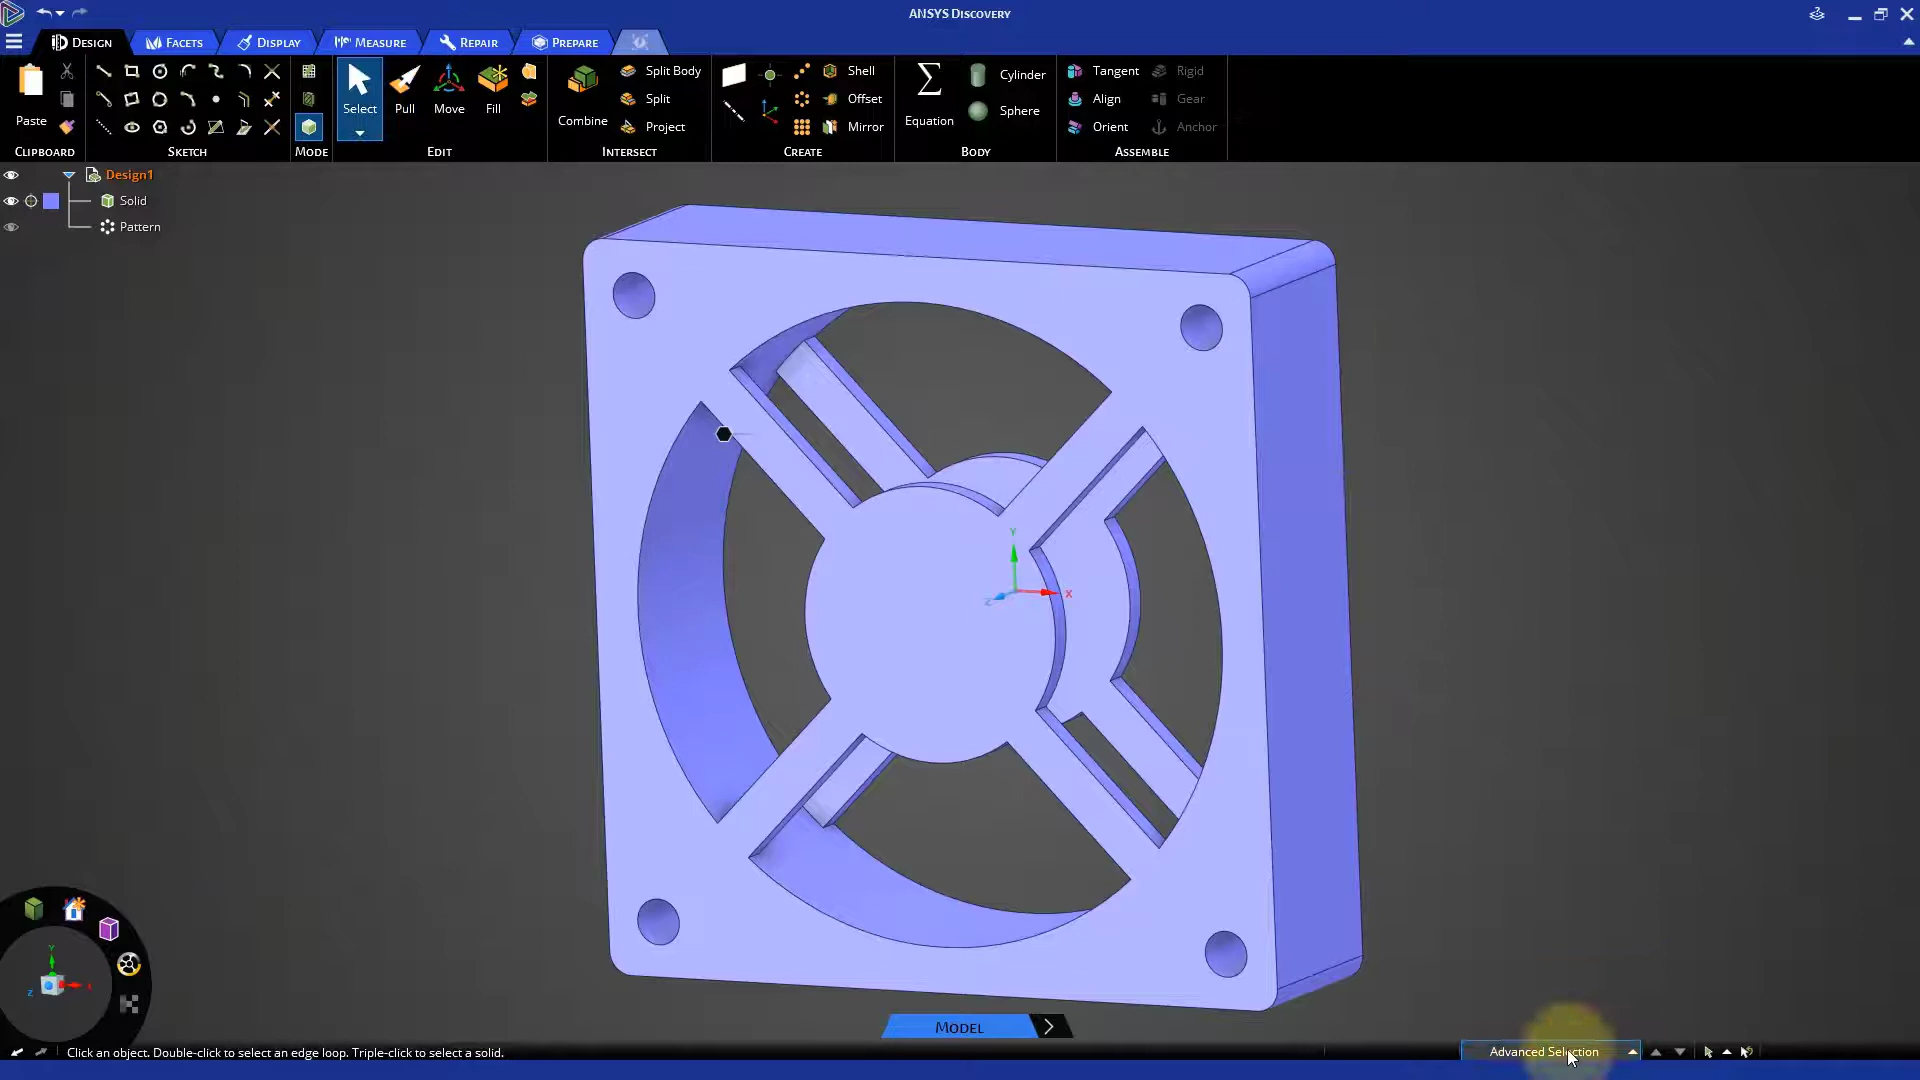 ANSYS Discovery
Design
Facets
Display
Measure
Repair
Prepare
Paste
Clipboard
Sketch
Mode
Select
Pull
Move
Fill
Edit
Combine
Split Body
Split
Project
Intersect
Shell
Offset
Mirror
Create
Equation
Cylinder
Sphere
Body
Tangent
Align
Orient
Rigid
Gear
Anchor
Assemble
Design1
Solid
Pattern
Y
X
Z
Y
X
Z
Model
Click an object. Double-click to select an edge loop. Triple-click to select a solid.
Advanced Selection